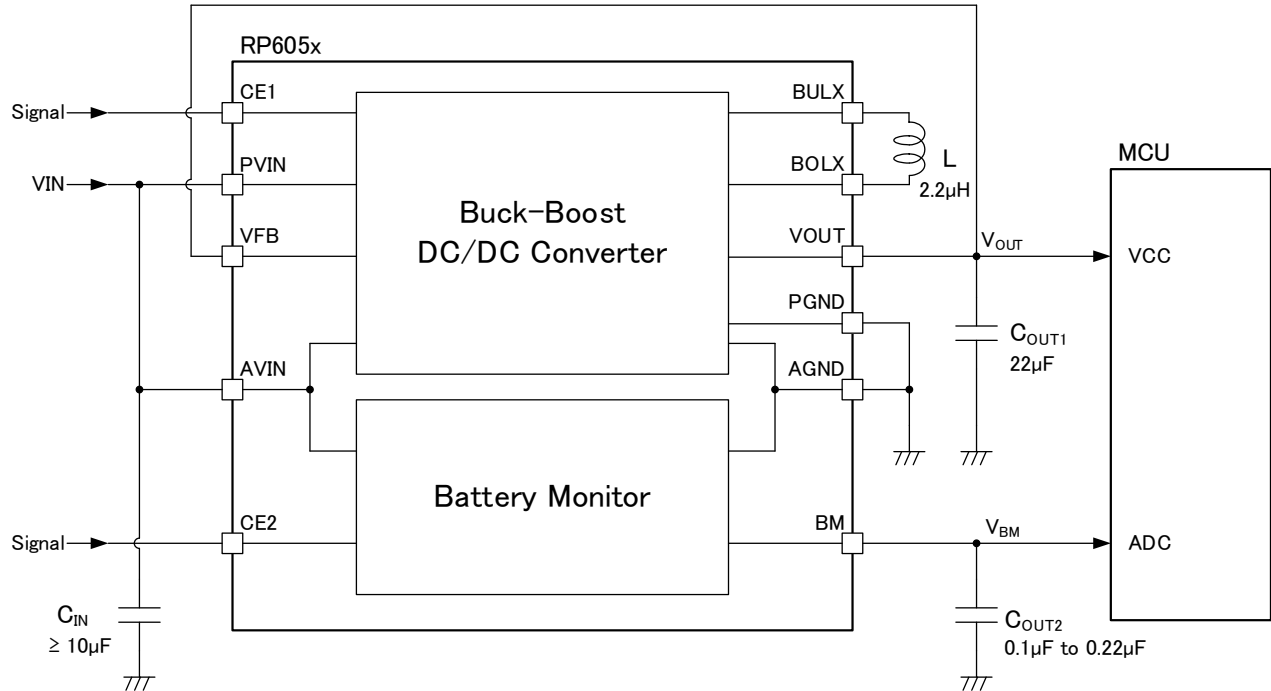 RP605x
Signal
CE1
BULX
L
2.2μH
MCU
VIN
PVIN
BOLX
Buck-Boost
DC/DC Converter
VFB
VOUT
VOUT
VCC
PGND
COUT1
22μF
AVIN
AGND
Battery Monitor
Signal
CE2
BM
VBM
ADC
CIN
≥ 10μF
COUT2
0.1μF to 0.22μF